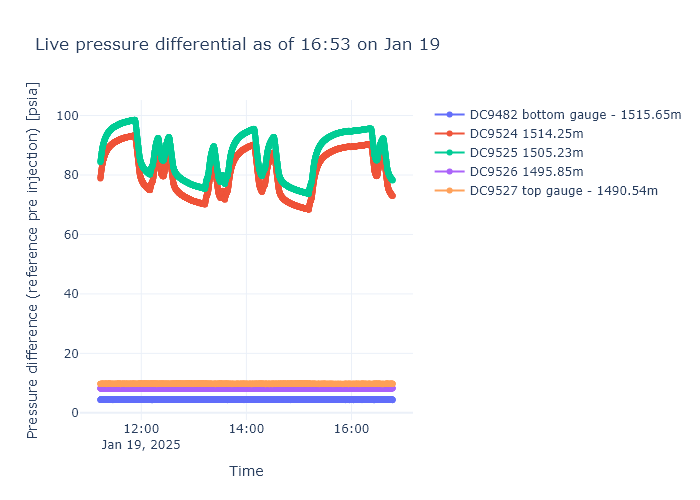 Live pressure differential as of 16:53 on Jan 19
Pressure difference (reference pre injection) [psia]
100
80
60
40
20
0
12:00
Jan 19, 2025
14:00
16:00
Time
DC9482 bottom gauge - 1515.65m
DC9524 1514.25m
DC9525 1505.23m
DC9526 1495.85m
DC9527 top gauge - 1490.54m